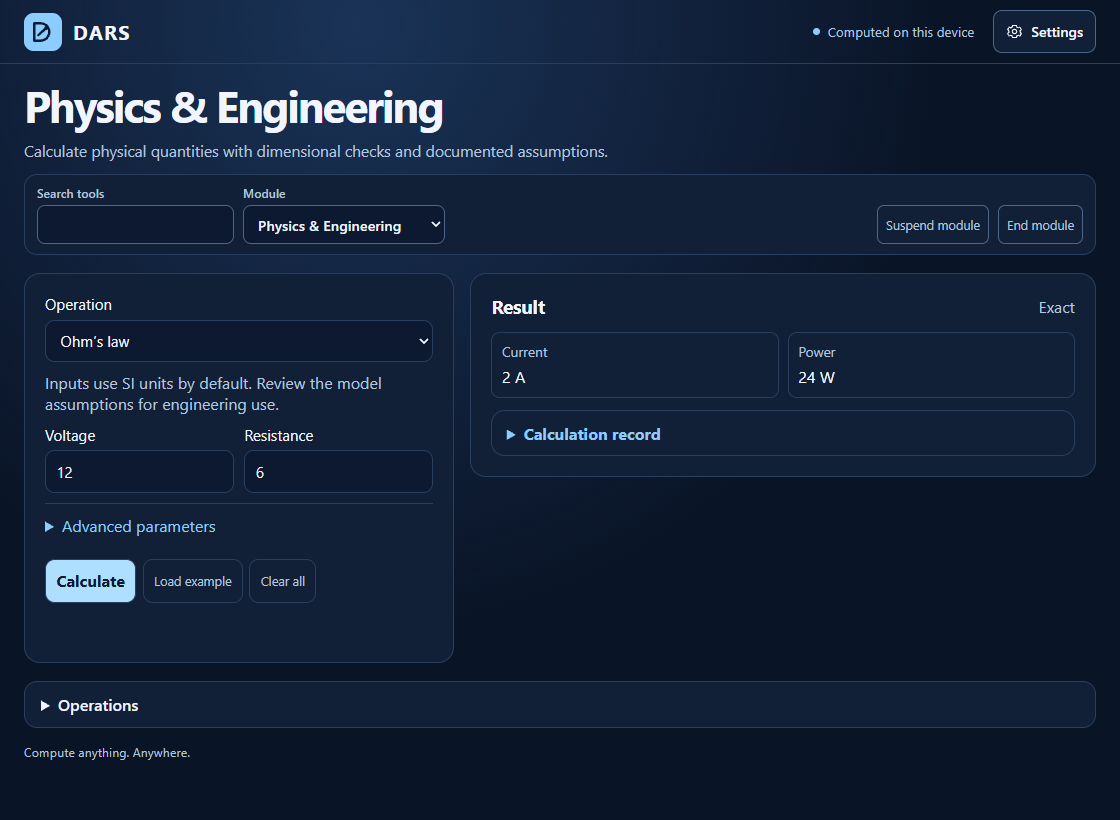 DARS
Computed on this device
Settings
Physics & Engineering
Calculate physical quantities with dimensional checks and documented assumptions.
Search tools
Module
Physics & Engineering
Suspend module
End module
Operation
Ohm's law
Inputs use SI units by default. Review the model
assumptions for engineering use.
Voltage
Resistance
12
6
Advanced parameters
Calculate
Load example
Clear all
Result
Exact
Current
2 A
Power
24 W
Calculation record
Operations
Compute anything. Anywhere.